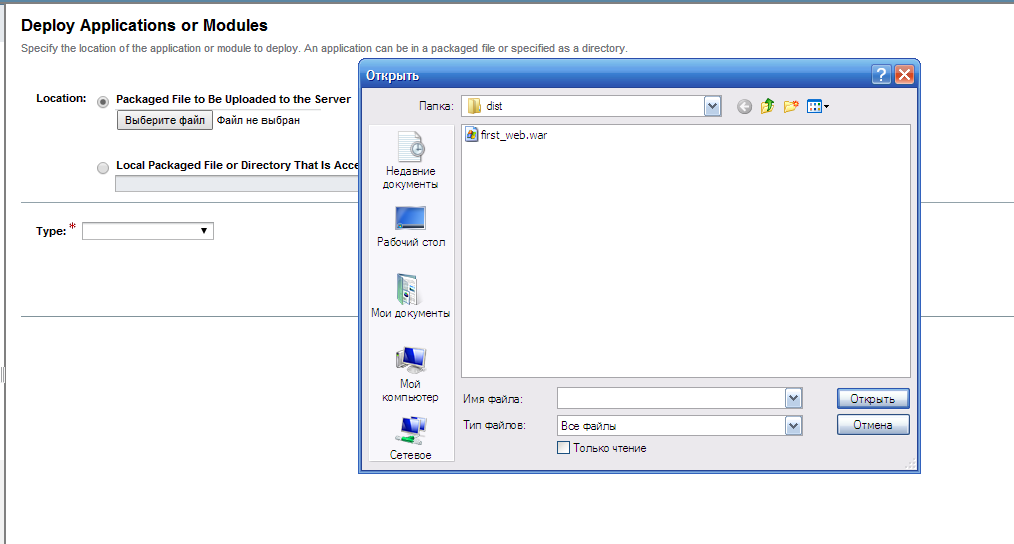 Deploy Applications or Modules
Specify the location of the application or module to deploy. An application can be in a packaged file or specified as a directory.
Location:
Packaged File to Be Uploaded to the Server
Выберите файл Файл не выбран
Local Packaged File or Directory That Is Acce
Type: *
Открыть
Папка: dist
first_web.war
Недавние
документы
Рабочий стол
Мои документы
Мой
компьютер
Сетевое
Имя файла:
Открыть
Тип файлов: Все файлы
Отмена
Только чтение